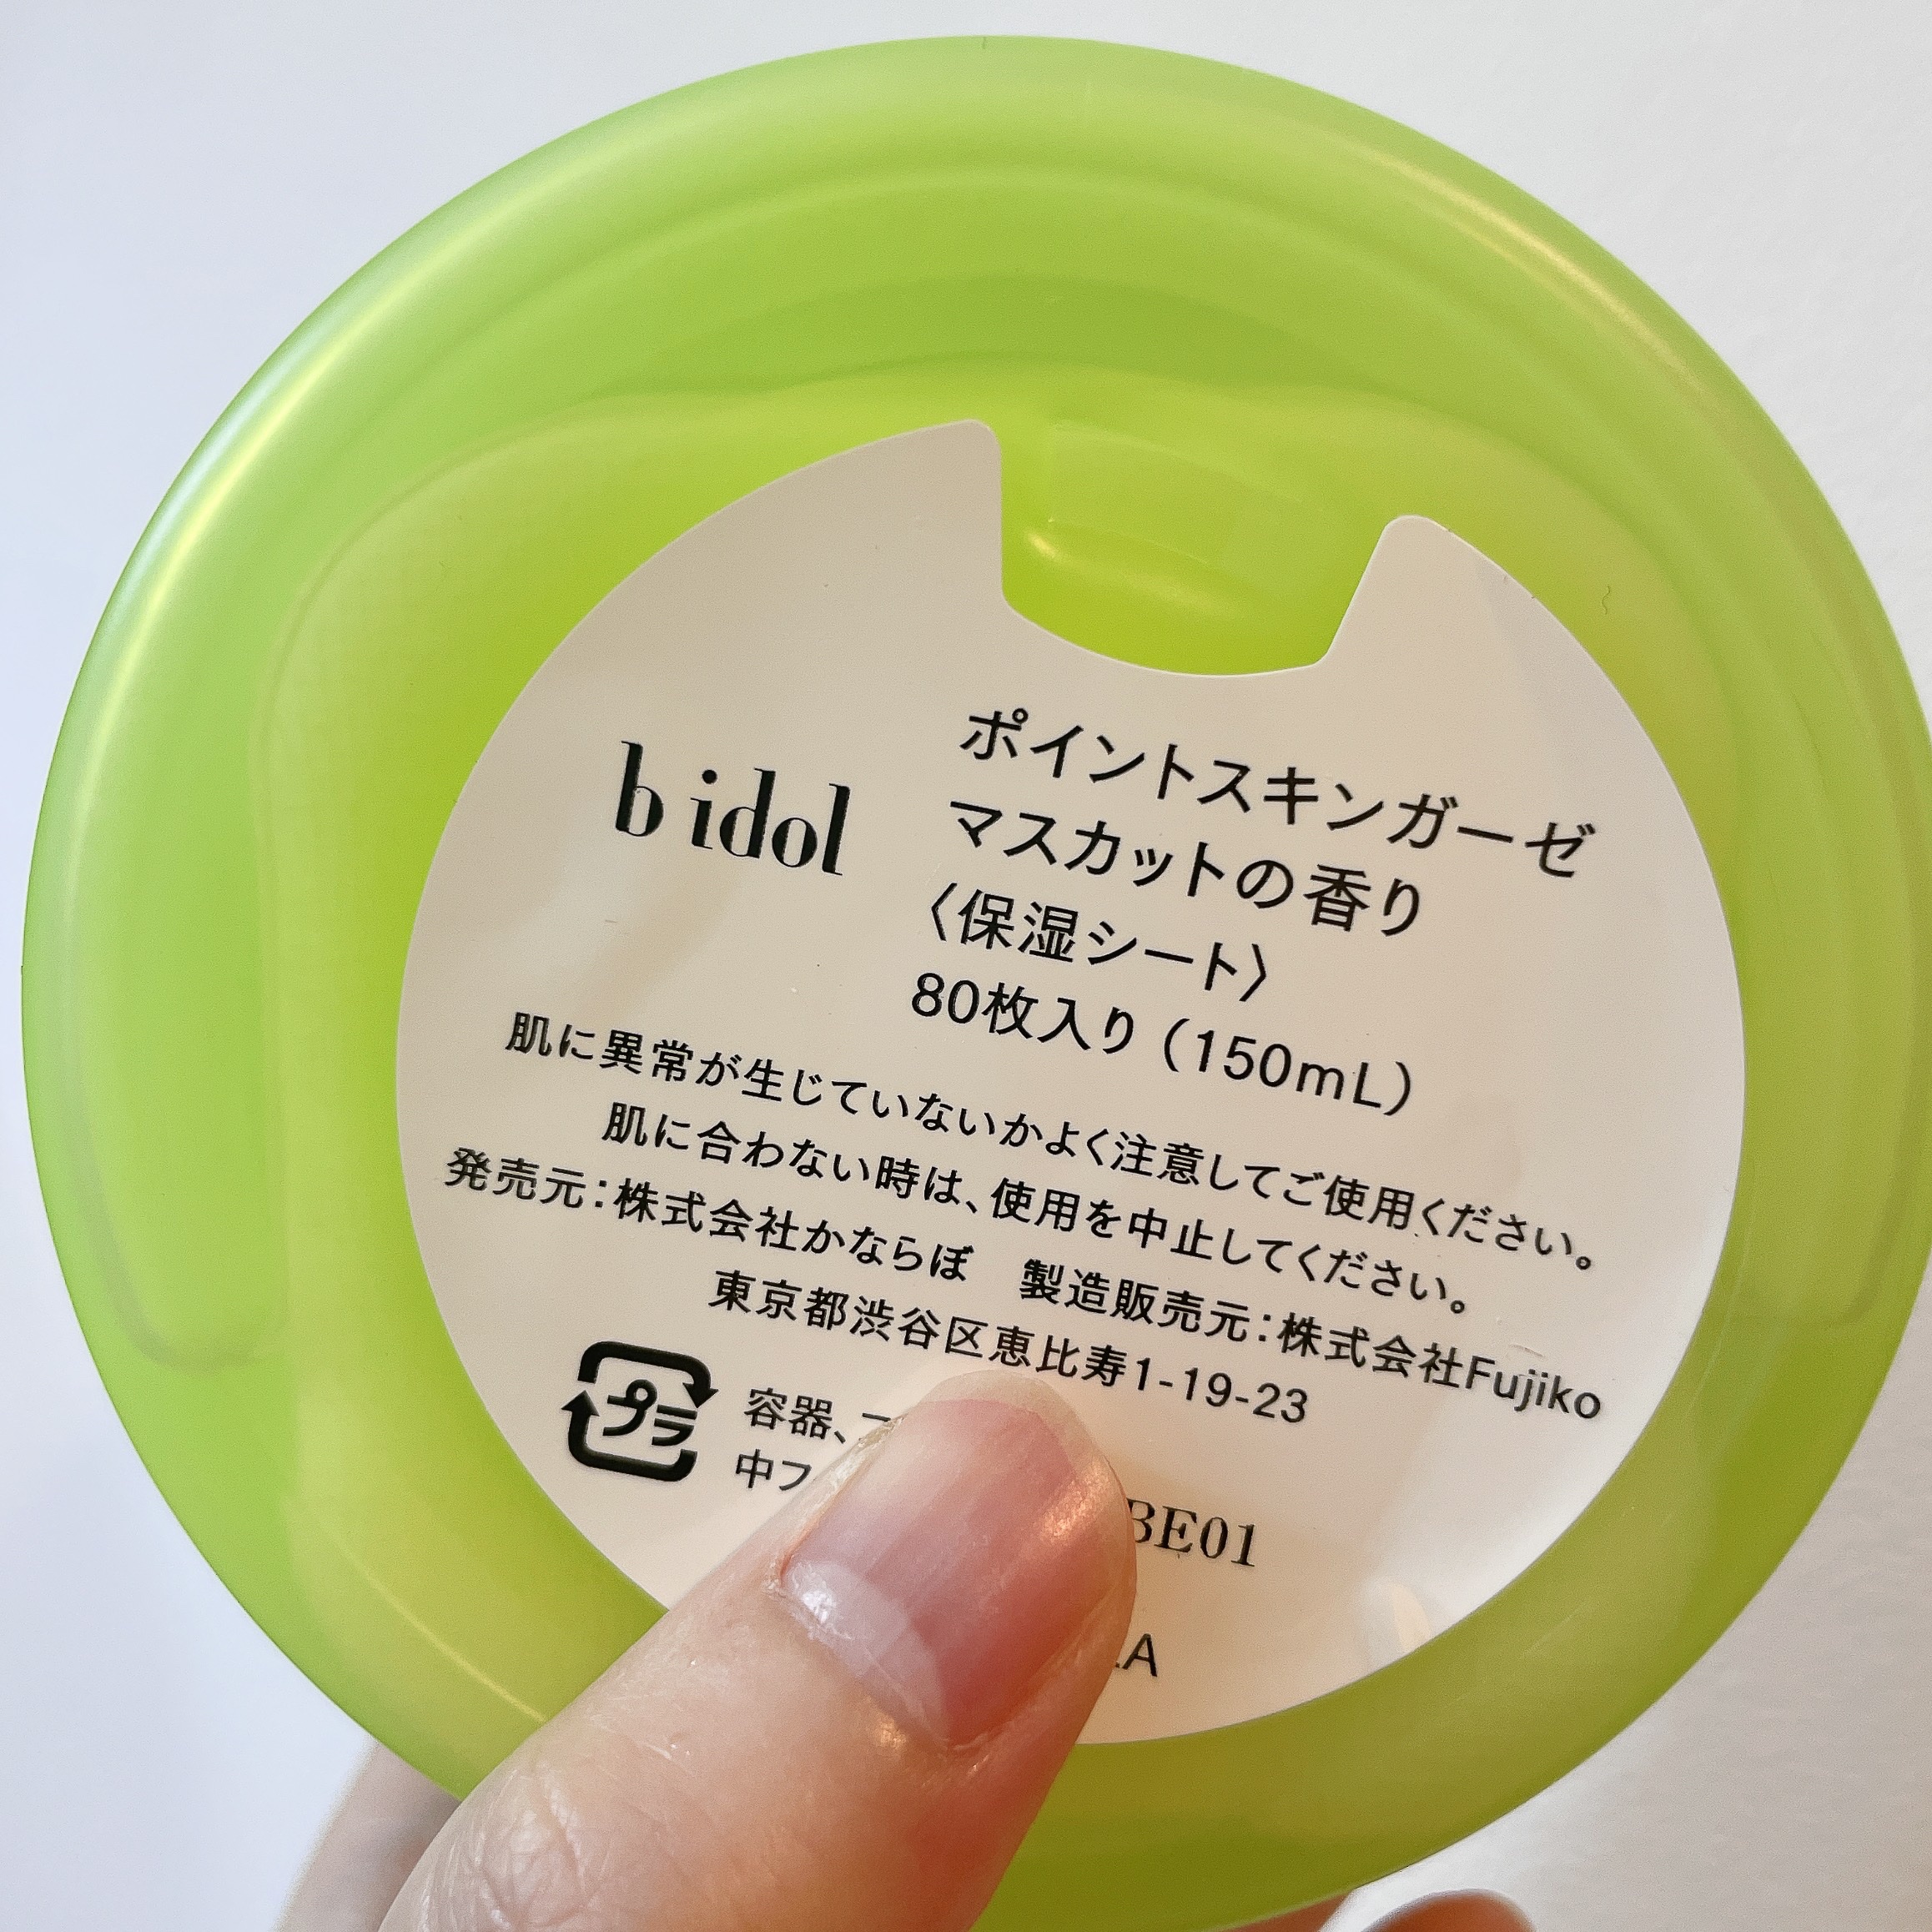 b idol
ポイントスキンガーゼ
マスカットの香り
〈保湿シート〉
80枚入り（150mL）
肌に異常が生じていないかよく注意してご使用ください。
肌に合わない時は、使用を中止してください。
発売元：株式会社かならぼ　製造販売元：株式会社Fujiko
東京都渋谷区恵比寿1-19-23
プラ
容器、
中フ
BE01